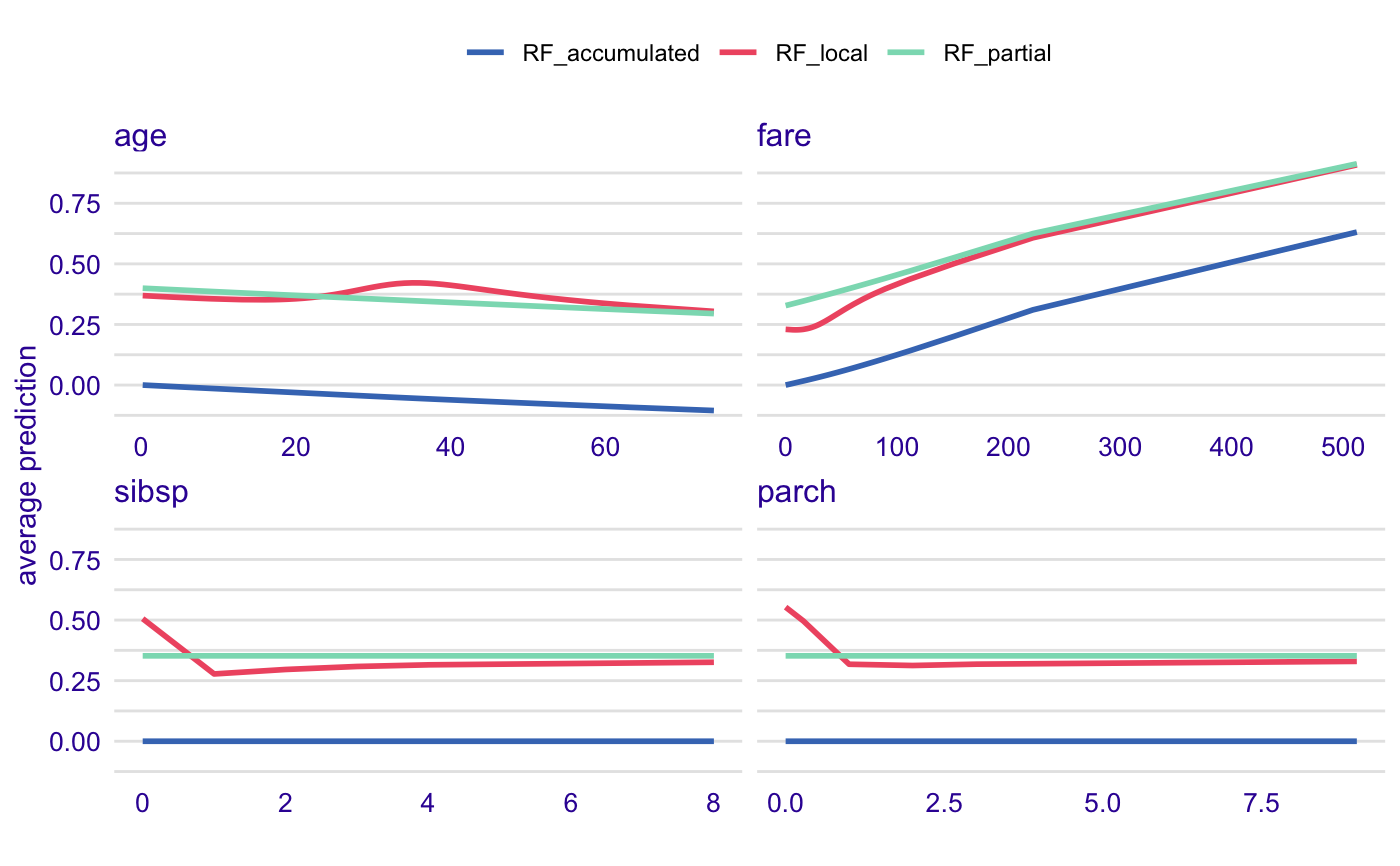 RF_accumulated RF_local RF_partial
age
fare
average prediction
0.75
0.50
0.25
0.00
0 20 40 60
0 100 200 300 400 500
sibsp
parch
0.75
0.50
0.25
0.00
0 2 4 6 8
0.0 2.5 5.0 7.5